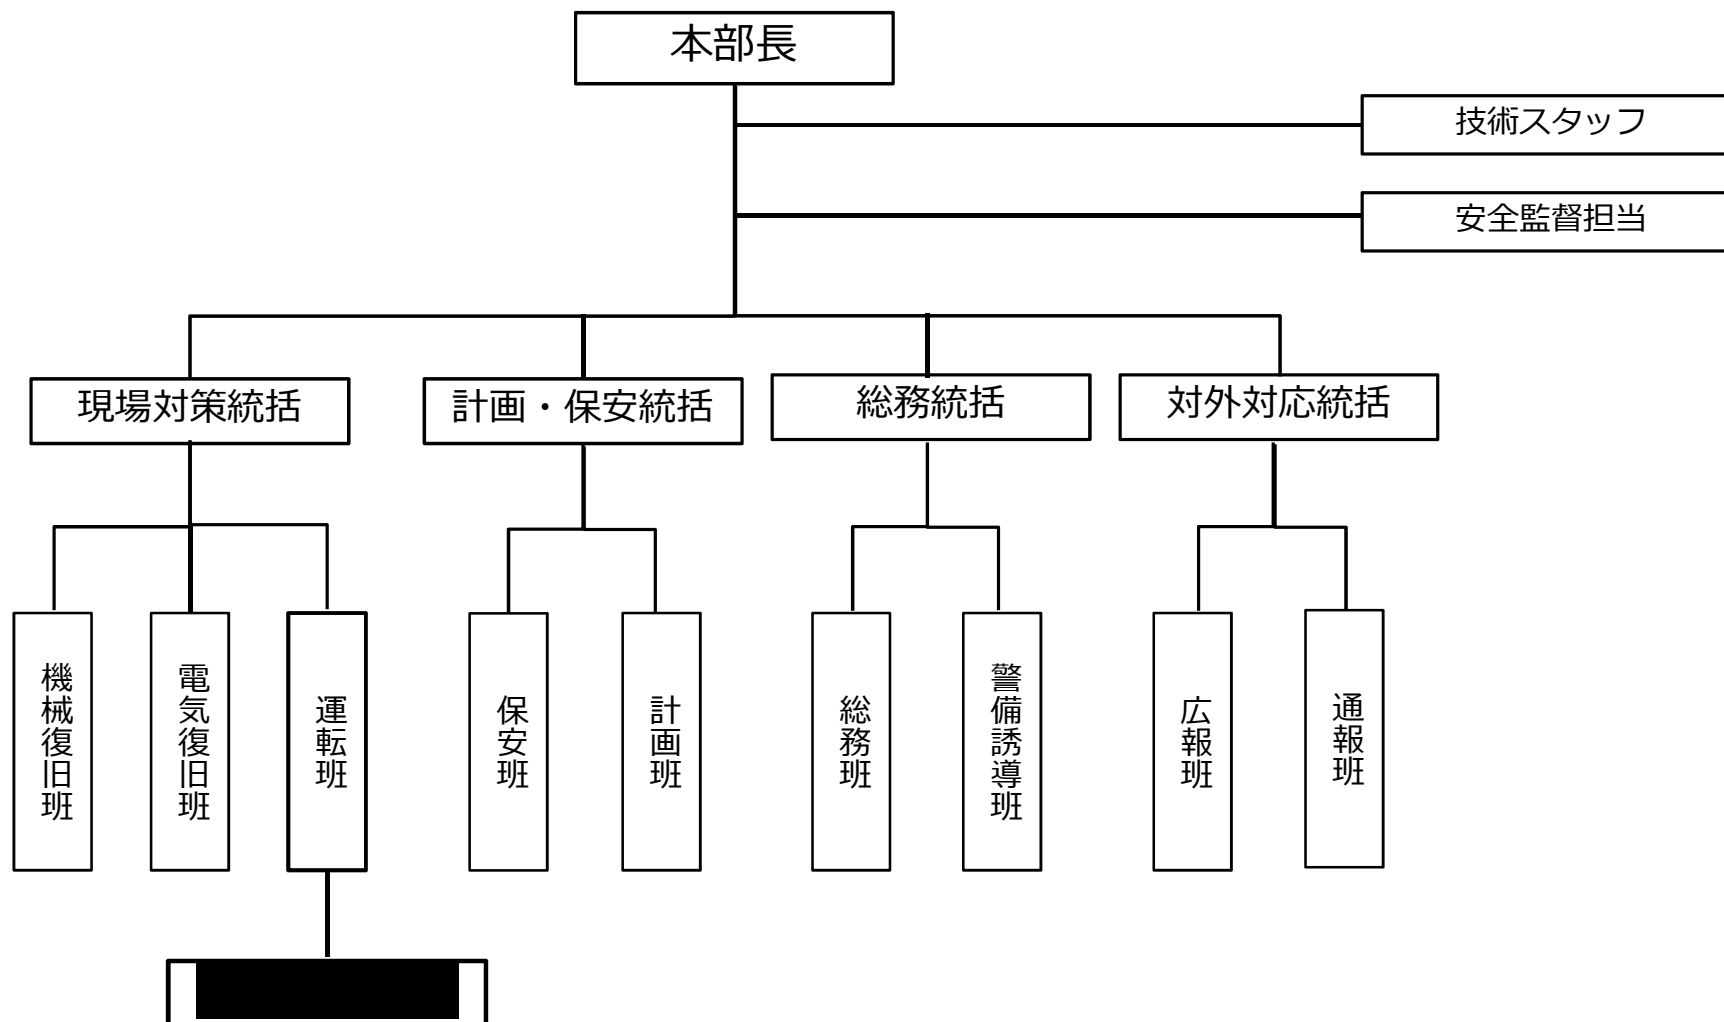 本部長
技術スタッフ
安全監督担当
現場対策統括
計画・保安統括
総務統括
対外対応統括
機械復旧班
電気復旧班
運転班
保安班
計画班
総務班
警備誘導班
広報班
通報班